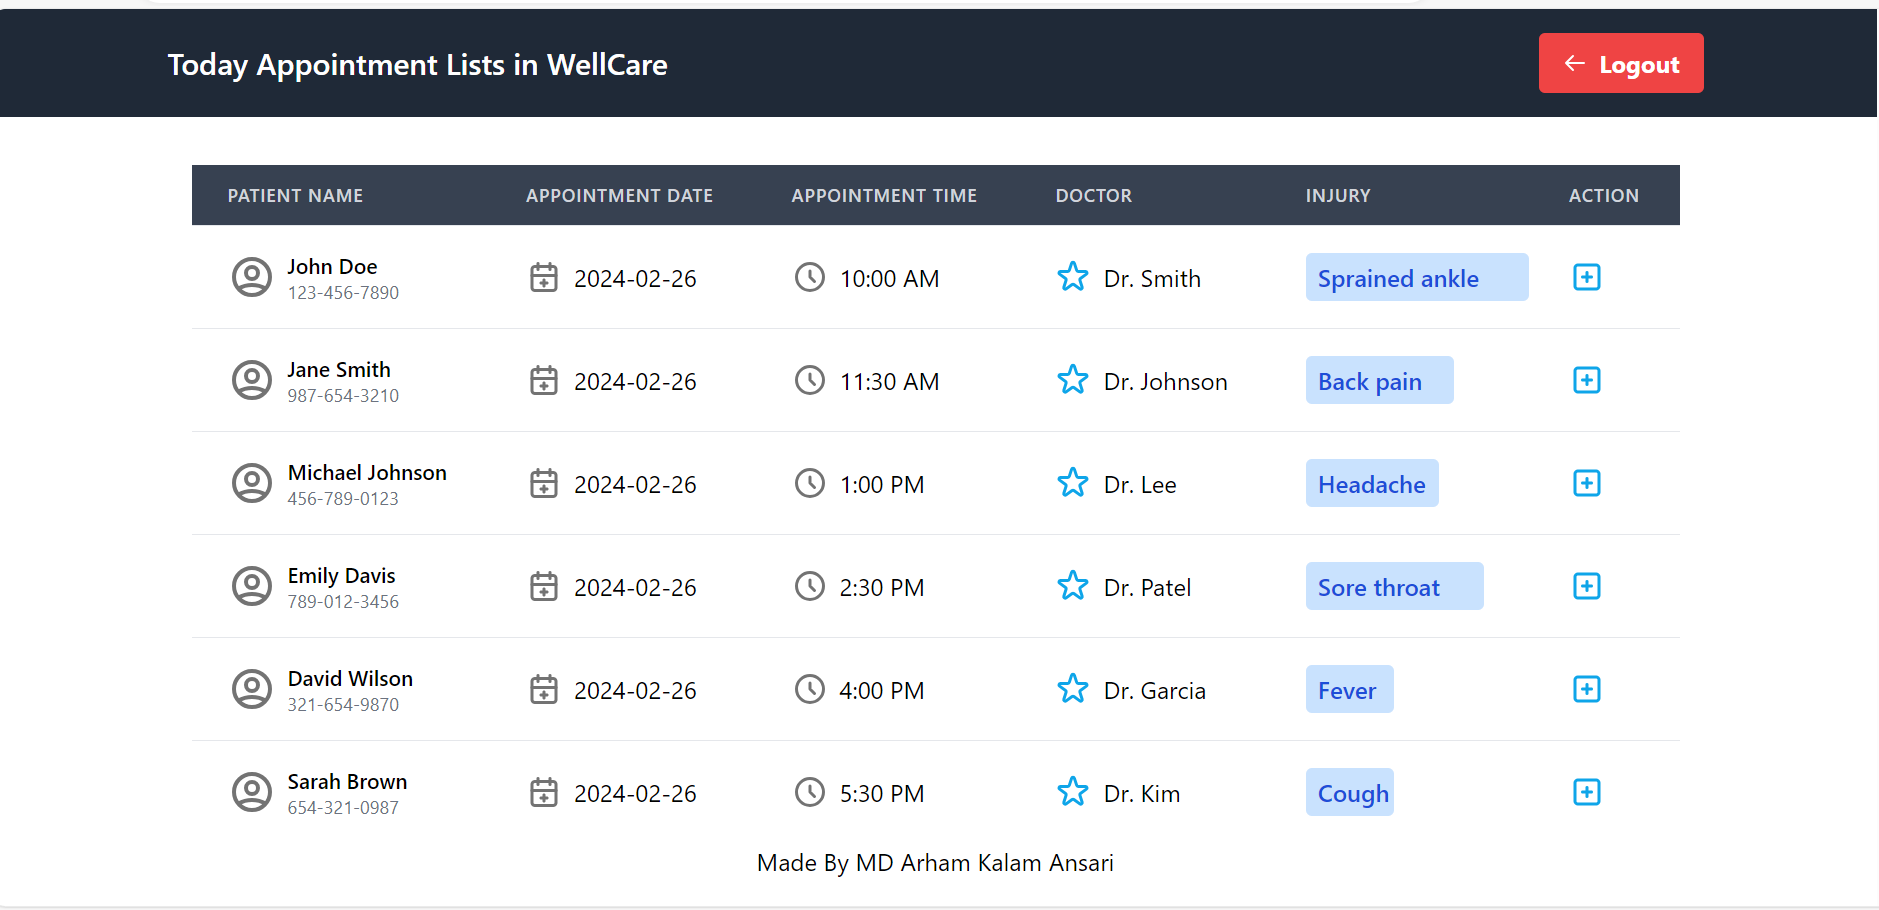 Today Appointment Lists in WellCare
Logout
PATIENT NAME APPOINTMENT DATE APPOINTMENT TIME DOCTOR INJURY ACTION
John Doe
123-456-7890
2024-02-26 10:00 AM Dr. Smith Sprained ankle
Jane Smith
987-654-3210
2024-02-26 11:30 AM Dr. Johnson Back pain
Michael Johnson
456-789-0123
2024-02-26 1:00 PM Dr. Lee Headache
Emily Davis
789-012-3456
2024-02-26 2:30 PM Dr. Patel Sore throat
David Wilson
321-654-9870
2024-02-26 4:00 PM Dr. Garcia Fever
Sarah Brown
654-321-0987
2024-02-26 5:30 PM Dr. Kim Cough
Made By MD Arham Kalam Ansari